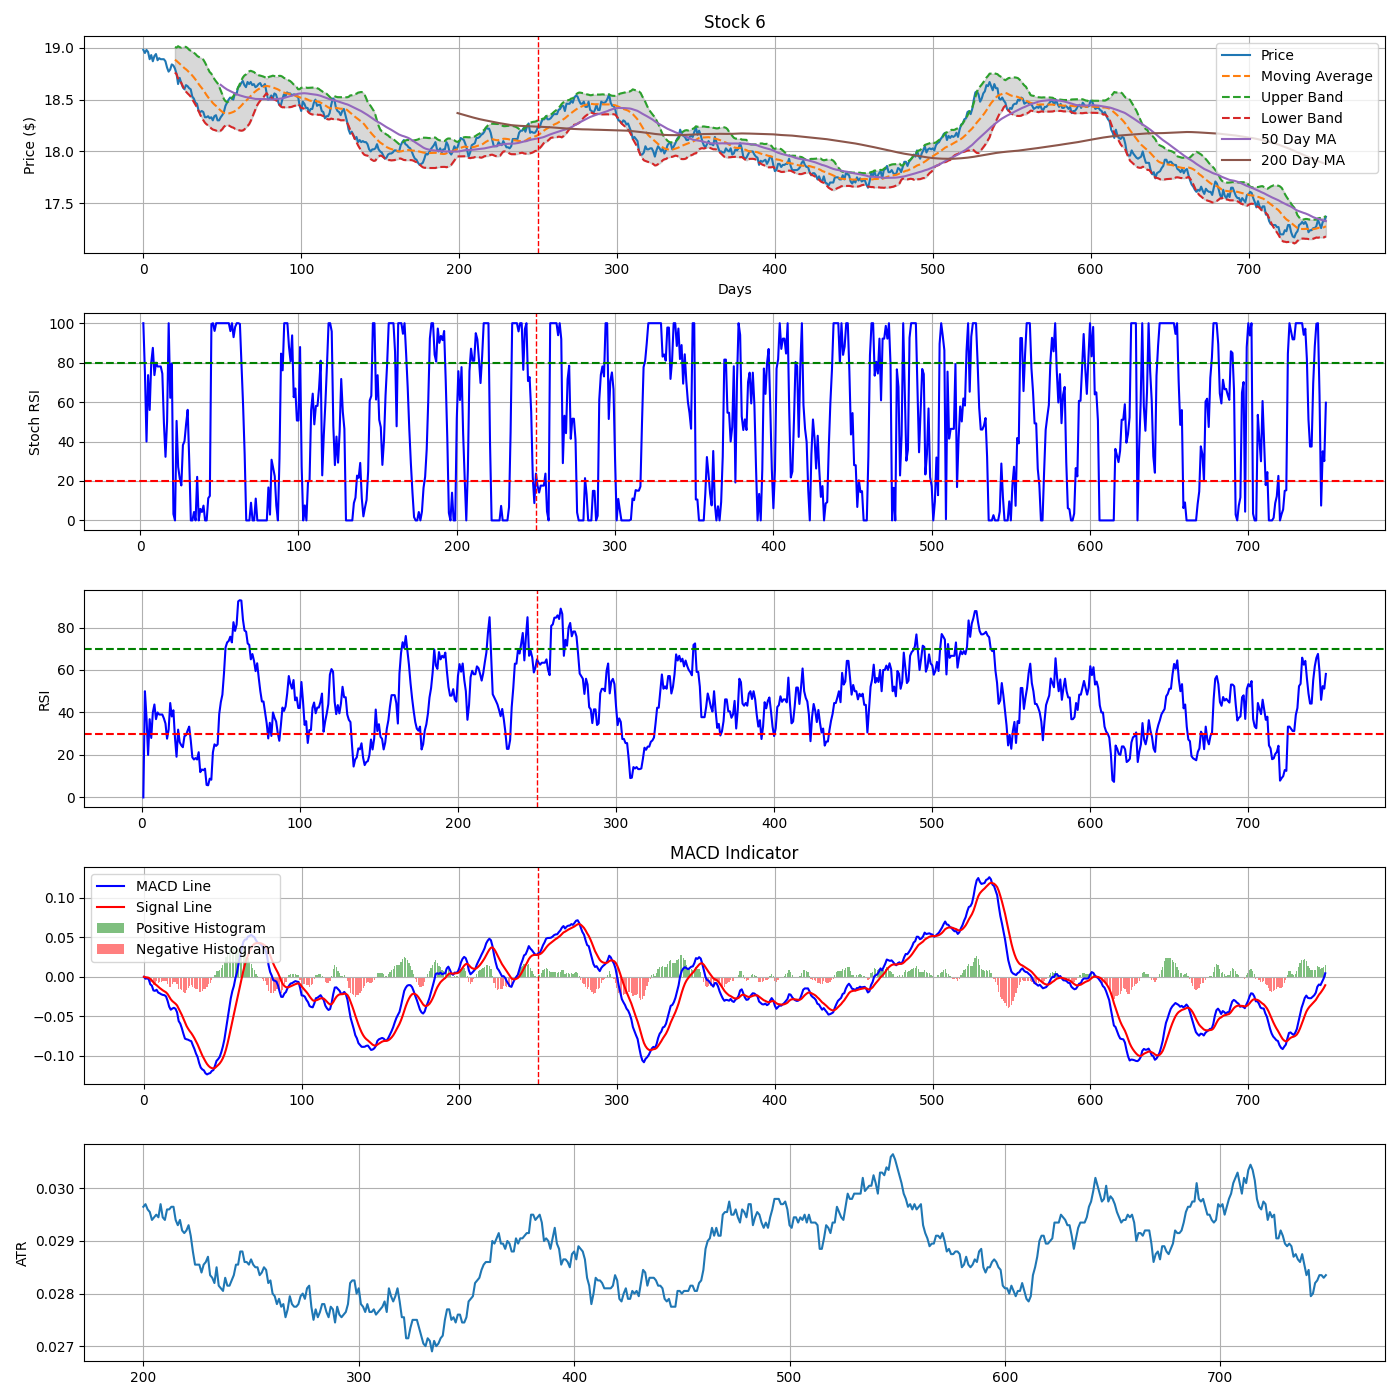 Stock 6
19.0
18.5
18.0
17.5
Price ($)
0 100 200 300 400 500 600 700
Days
Price
Moving Average
Upper Band
Lower Band
50 Day MA
200 Day MA
100
80
60
40
20
0
Stoch RSI
0 100 200 300 400 500 600 700
80
60
40
20
0
RSI
0 100 200 300 400 500 600 700
MACD Indicator
0.10
0.05
0.00
−0.05
−0.10
MACD Line
Signal Line
Positive Histogram
Negative Histogram
0 100 200 300 400 500 600 700
0.030
0.029
0.028
0.027
ATR
200 300 400 500 600 700